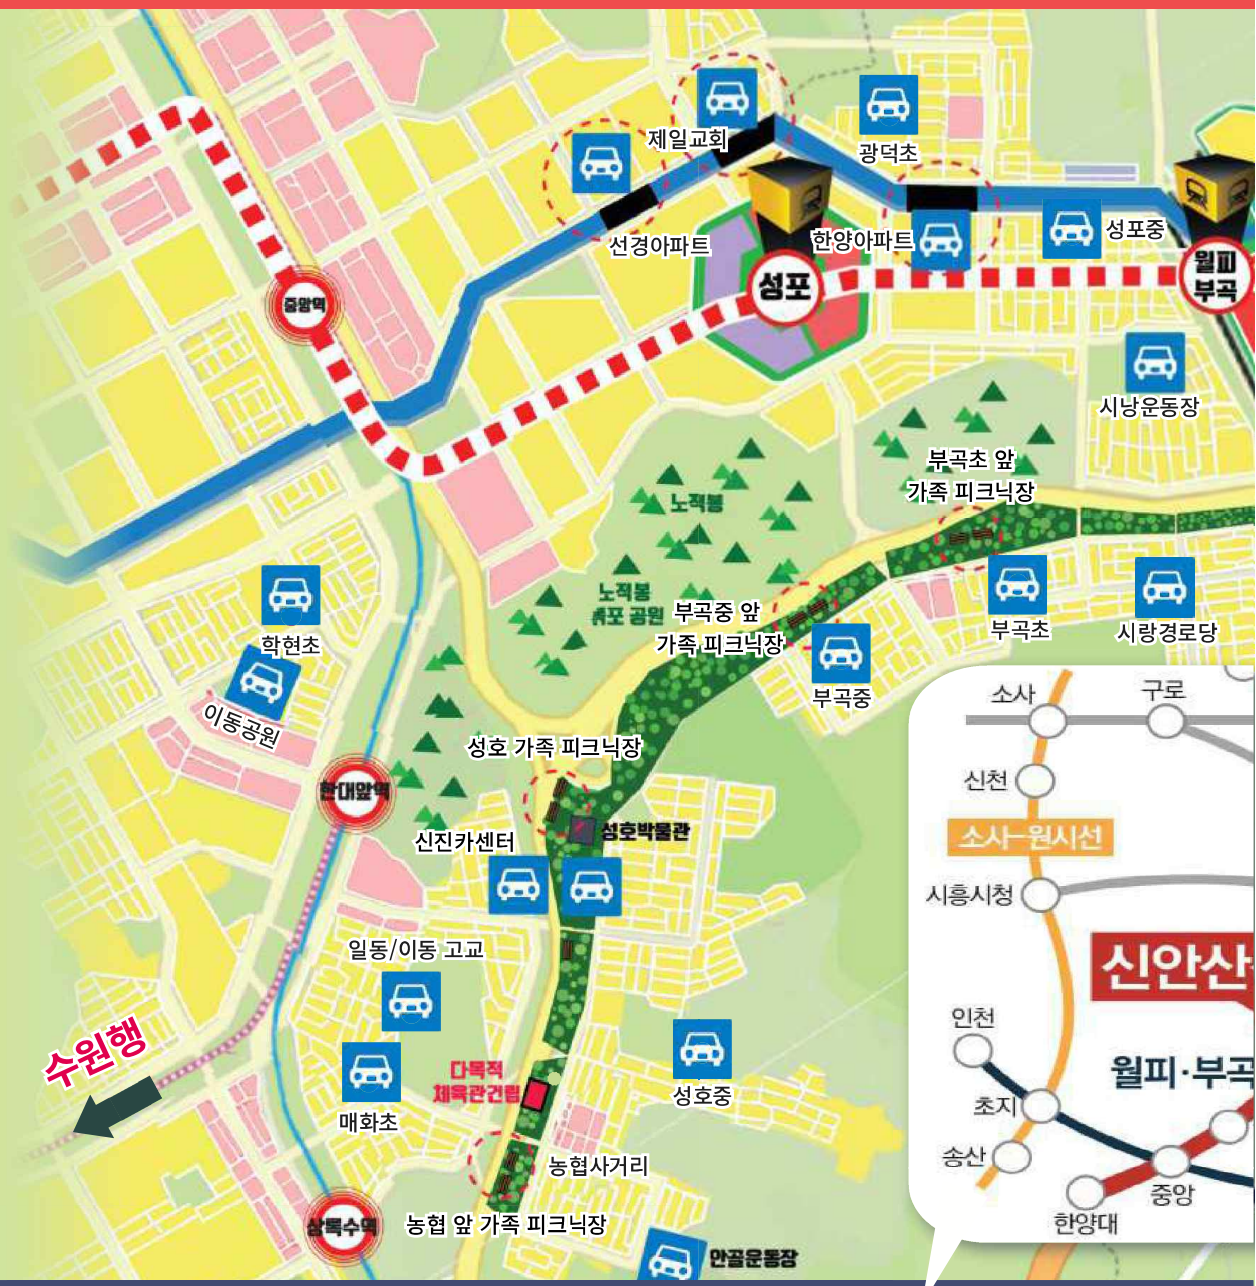 제일교회
광덕초
선경아파트
한양아파트
성포중
성포
월피
부곡
중앙역
시낭운동장
부곡초 앞
가족 피크닉장
노적봉
노적봉
폭포 공원
부곡중 앞
가족 피크닉장
부곡초
시랑경로당
학현초
이동공원
부곡중
성호 가족 피크닉장
한대앞역
성호박물관
신진카센터
일동/이동 고교
수원행
다목적
체육관건립
매화초
성호중
농협사거리
농협 앞 가족 피크닉장
상록수역
안골운동장
소사
구로
신천
소사-원시선
시흥시청
신안산
인천
월피·부곡
초지
송산
중앙
한양대